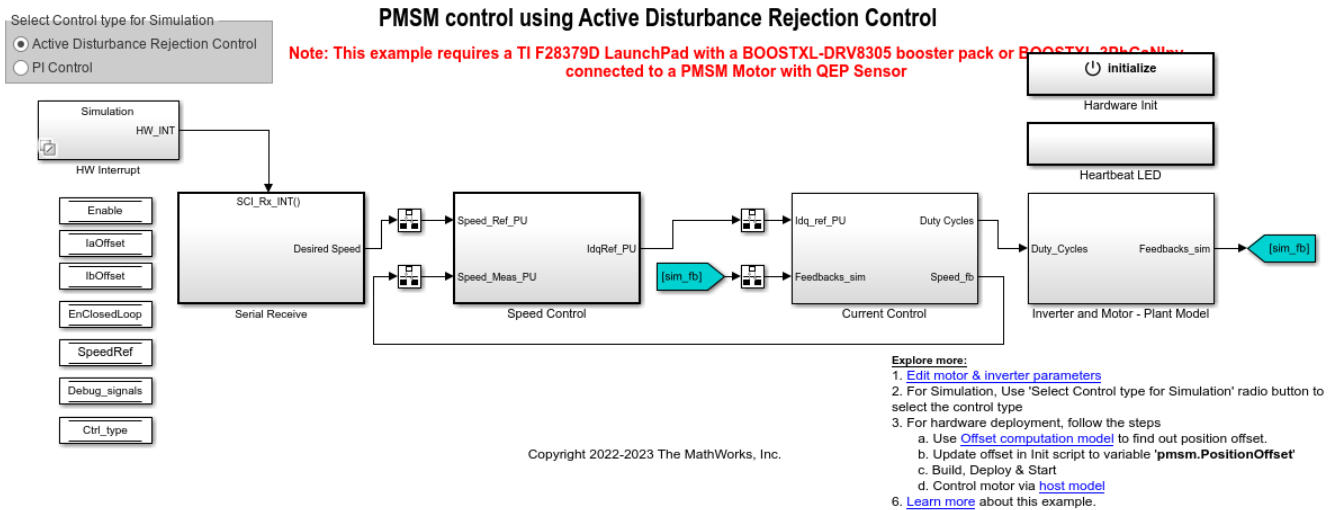 Select Control type for Simulation
Active Disturbance Rejection Control
PI Control
PMSM control using Active Disturbance Rejection Control
Note: This example requires a TI F28379D LaunchPad with a BOOSTXL-DRV8305 booster pack or
connected to a PMSM Motor with QEP Sensor
initialize
Hardware Init
Heartbeat LED
Simulation
HW_INT
HW Interrupt
Enable
IaOffset
IbOffset
EnClosedLoop
SpeedRef
Debug_signals
Ctrl_type
SCI_Rx_INT()
Desired Speed
Serial Receive
Speed_Ref_PU
Speed_Meas_PU
IdqRef_PU
Speed Control
[sim_fb]
Idq_ref_PU
Feedbacks_sim
Duty Cycles
Speed_fb
Current Control
Duty_Cycles
Feedbacks_sim
Inverter and Motor - Plant Model
[sim_fb]
Explore more:
1. Edit motor & inverter parameters
2. For Simulation, Use 'Select Control type for Simulation' radio button to
select the control type
3. For hardware deployment, follow the steps
a. Use Offset computation model to find out position offset.
b. Update offset in Init script to variable 'pmsm.PositionOffset'
c. Build, Deploy & Start
d. Control motor via host model
6. Learn more about this example.
Copyright 2022-2023 The MathWorks, Inc.